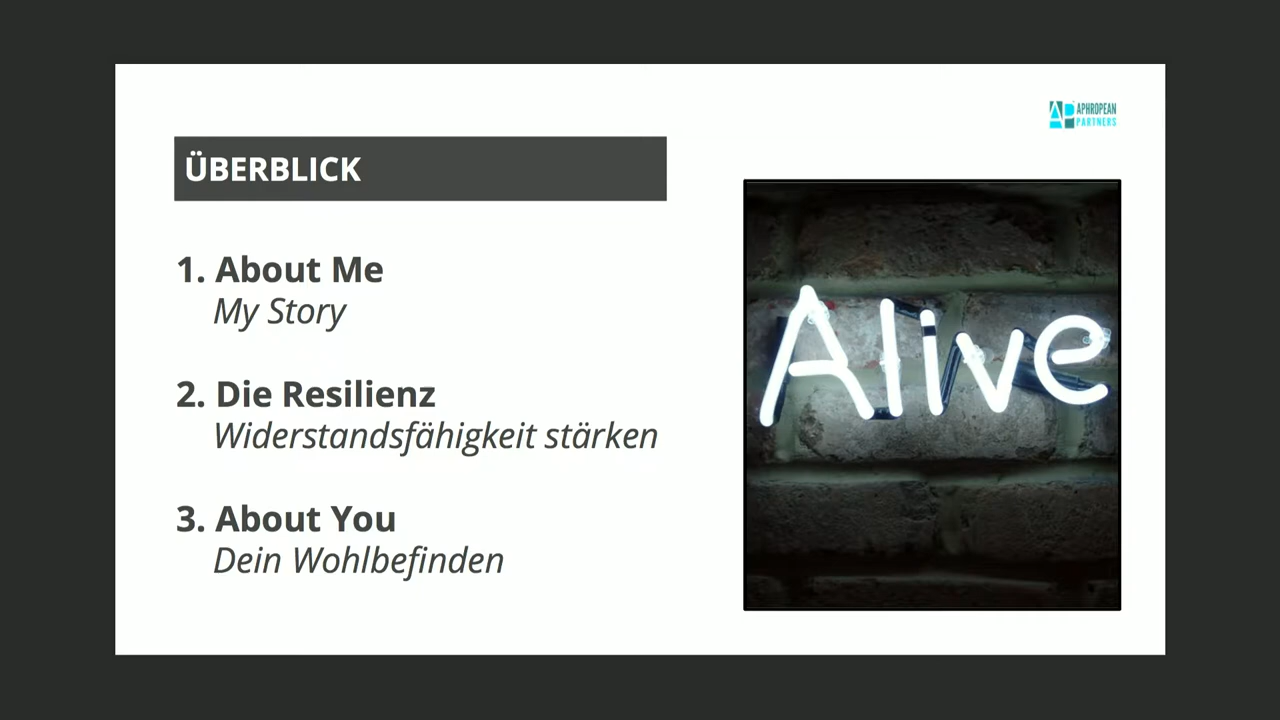 APHROPEAN
PARTNERS
ÜBERBLICK
1. About Me
My Story
2. Die Resilienz
Widerstandsfähigkeit stärken
3. About You
Dein Wohlbefinden
Alive